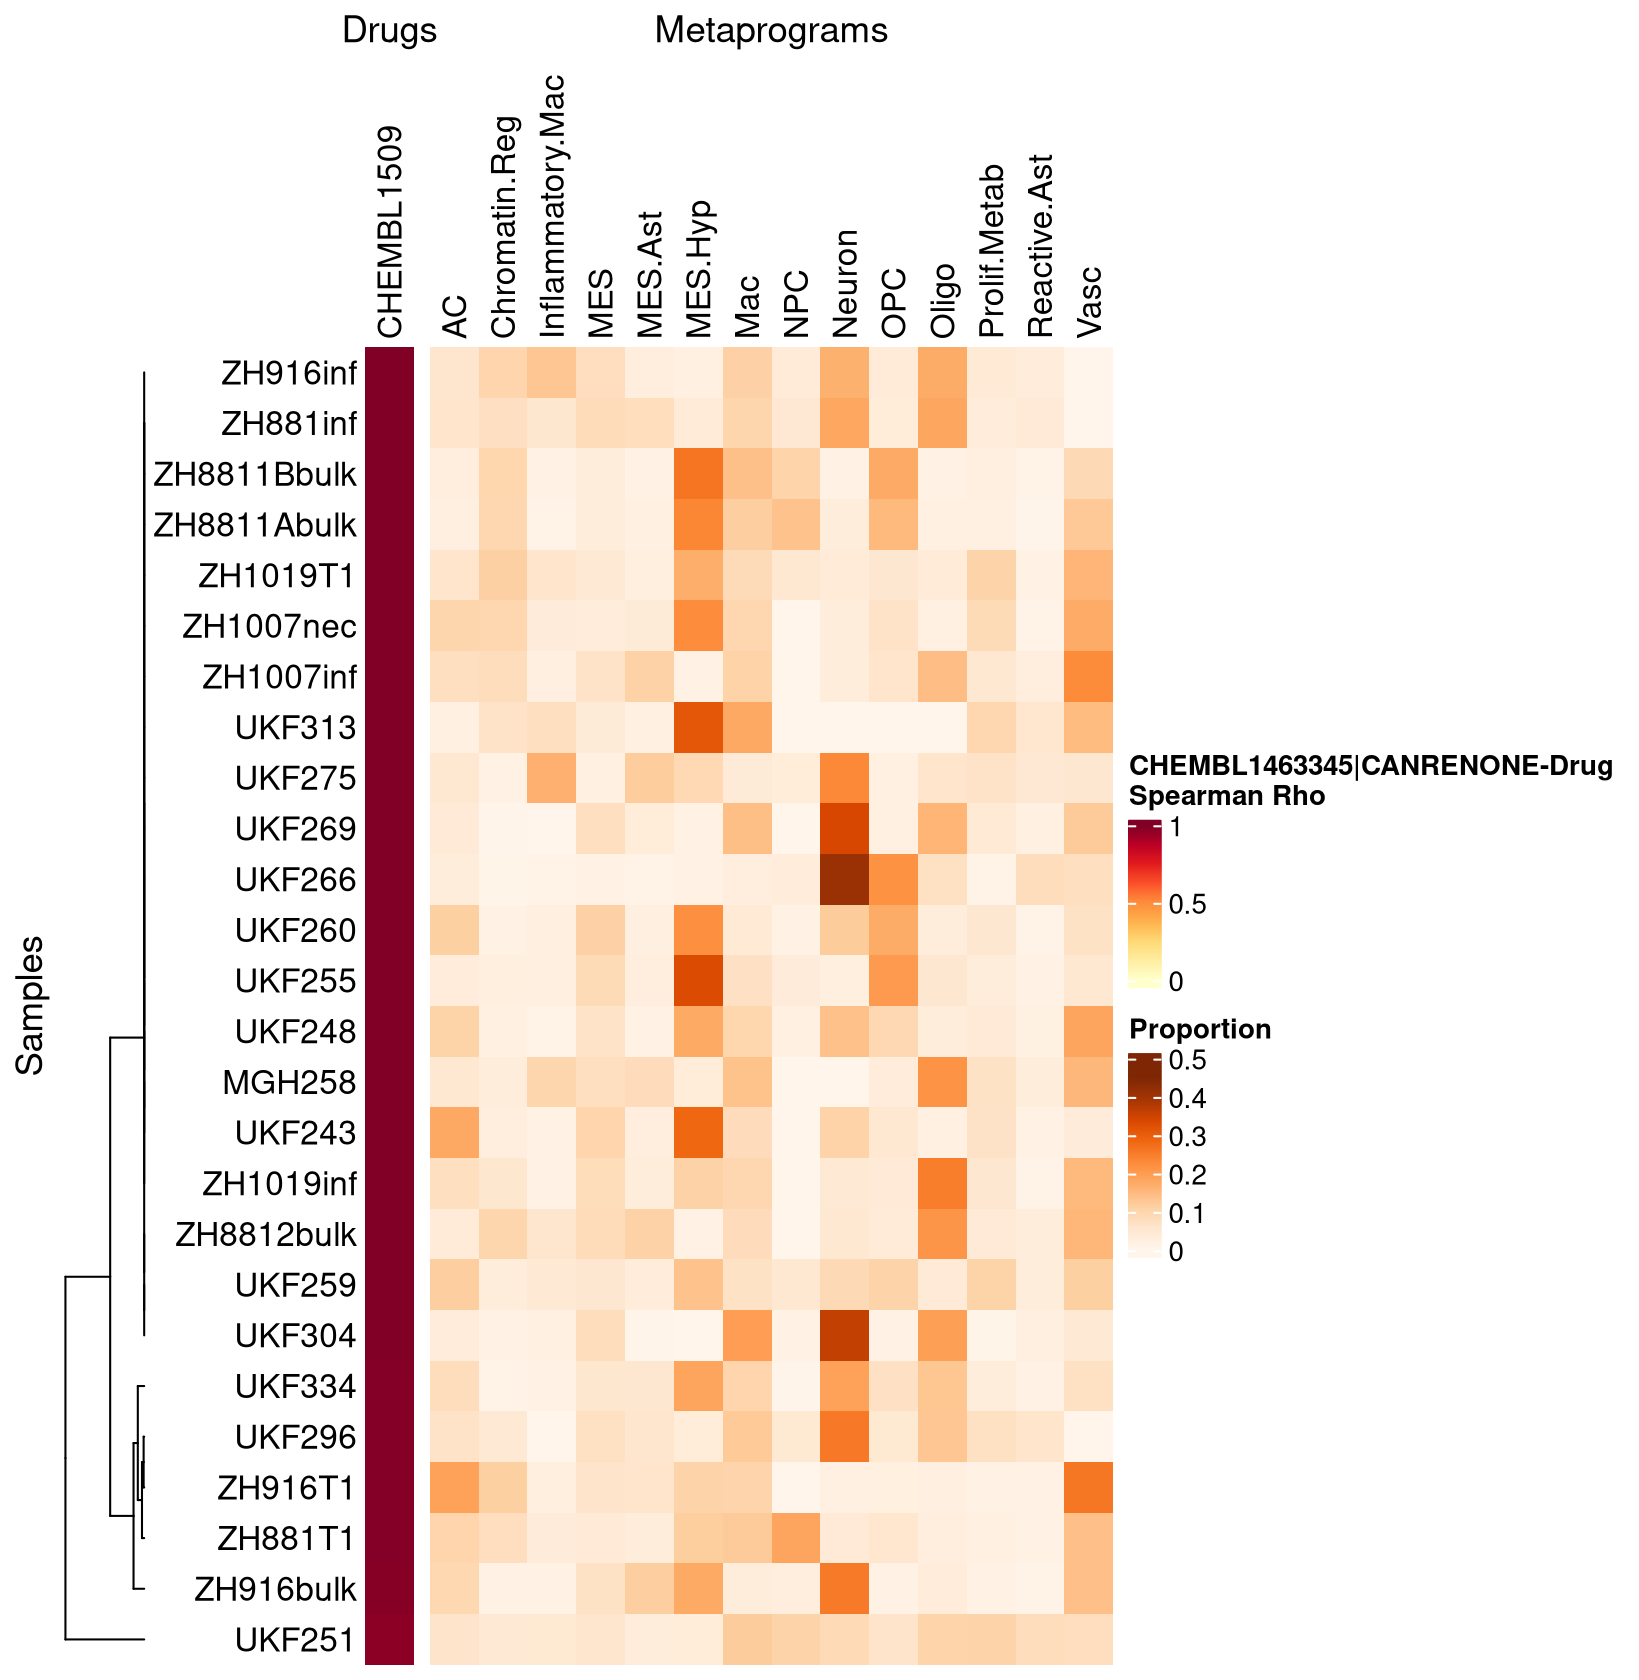 Drugs
Metaprograms
CHEMBL1509
AC
Chromatin.Reg
Inflammatory.Mac
MES
MES.Ast
MES.Hyp
Mac
NPC
Neuron
OPC
Oligo
Prolif.Metab
Reactive.Ast
Vasc
Samples
ZH916inf
ZH881inf
ZH8811Bbulk
ZH8811Abulk
ZH1019T1
ZH1007nec
ZH1007inf
UKF313
UKF275
UKF269
UKF266
UKF260
UKF255
UKF248
MGH258
UKF243
ZH1019inf
ZH8812bulk
UKF259
UKF304
UKF334
UKF296
ZH916T1
ZH881T1
ZH916bulk
UKF251
CHEMBL1463345|CANRENONE-Drug
Spearman Rho
1
0.5
0
Proportion
0.5
0.4
0.3
0.2
0.1
0